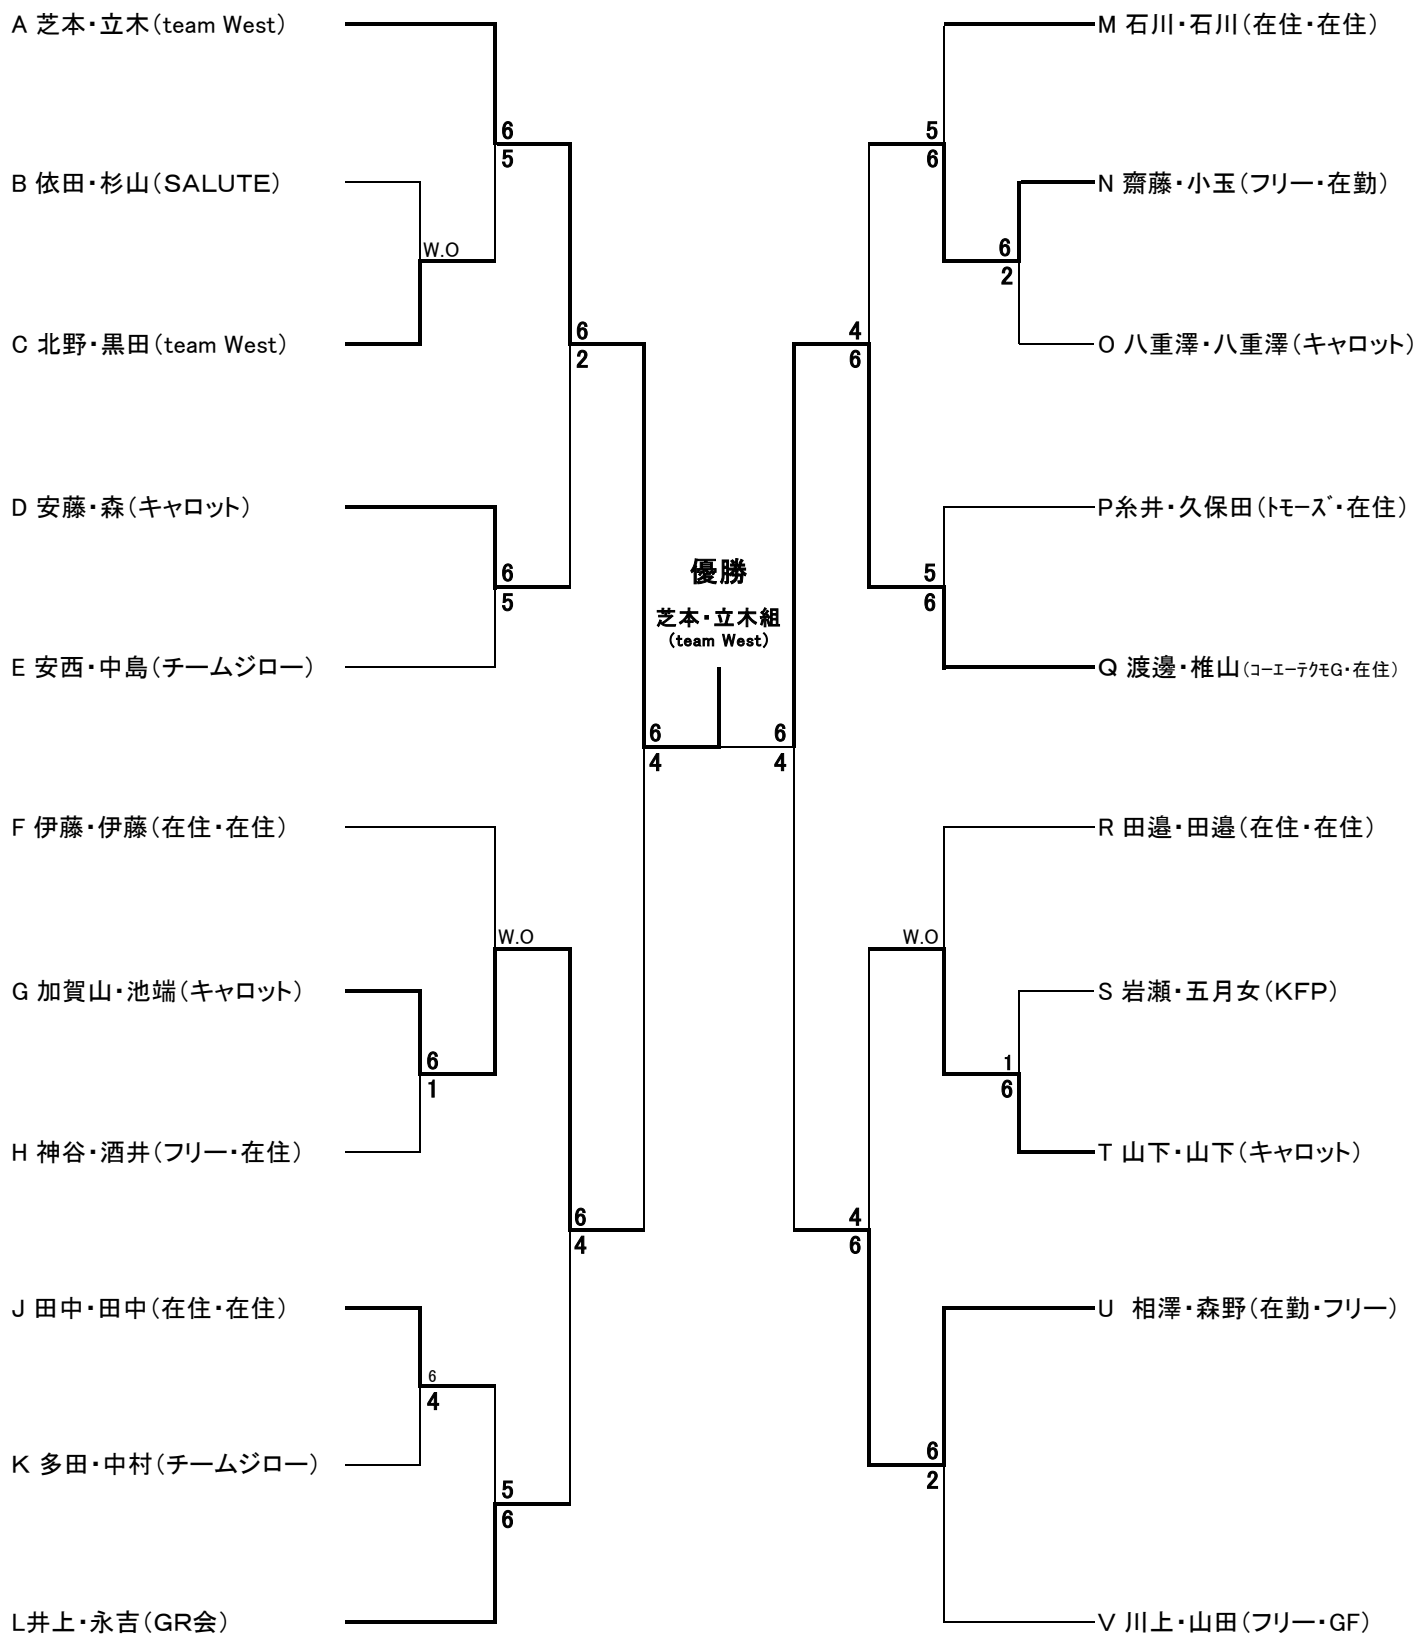 A 芝本・立木(team West)
6
5
B 依田・杉山(SALUTE)
W.O
C 北野・黒田(team West)
6
2
D 安藤・森(キャロット)
6
5
E 安西・中島(チームジロー)
F 伊藤・伊藤(在住・在住)
W.O
G 加賀山・池端(キャロット)
6
1
H 神谷・酒井(フリー・在住)
6
4
J 田中・田中(在住・在住)
6
4
K 多田・中村(チームジロー)
5
6
L井上・永吉(GR会)
優勝
芝本・立木組
(team West)
6
4
6
4
M 石川・石川(在住・在住)
5
6
N 齋藤・小玉(フリー・在勤)
6
2
O 八重澤・八重澤(キャロット)
4
6
P糸井・久保田(ﾄﾓｰｽﾞ・在住)
5
6
Q 渡邊・椎山(ｺｰｴｰﾃｸﾓG・在住)
R 田邉・田邉(在住・在住)
W.O
S 岩瀬・五月女(KFP)
1
6
T 山下・山下(キャロット)
4
6
U 相澤・森野(在勤・フリー)
6
2
V 川上・山田(フリー・GF)